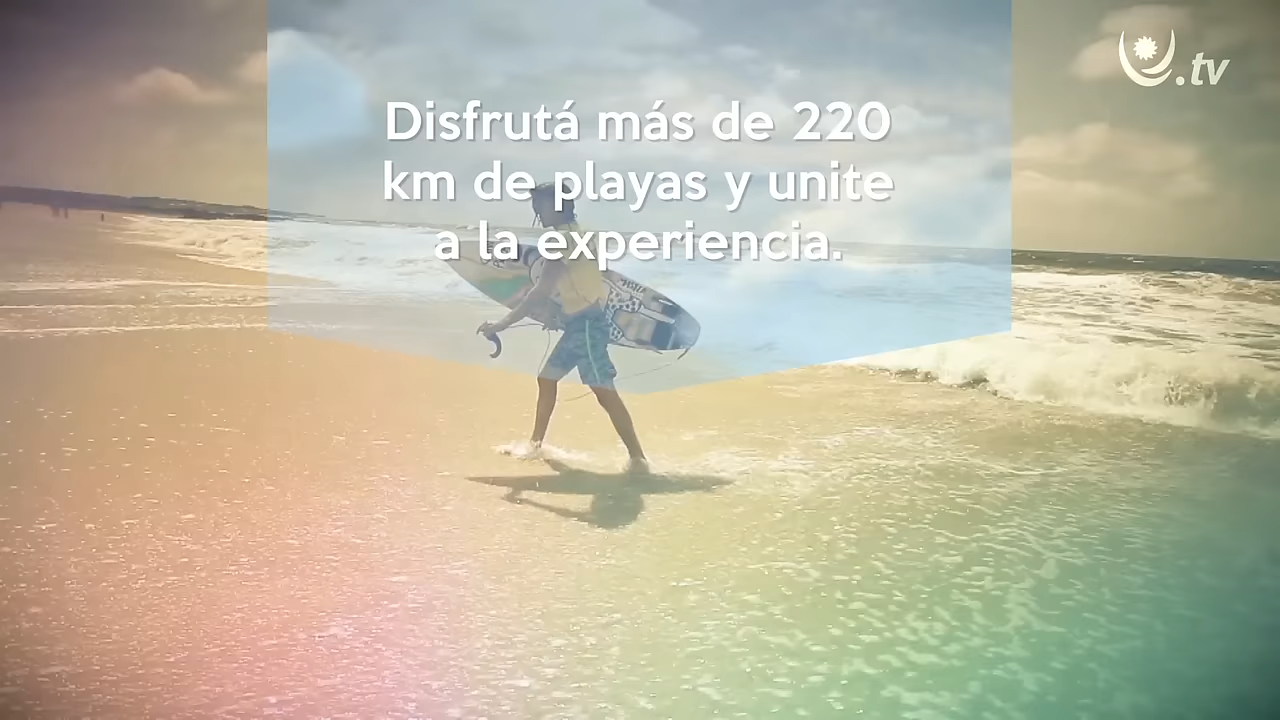 Disfrutá más de 220
km de playas y unite
a la experiencia.
.tv